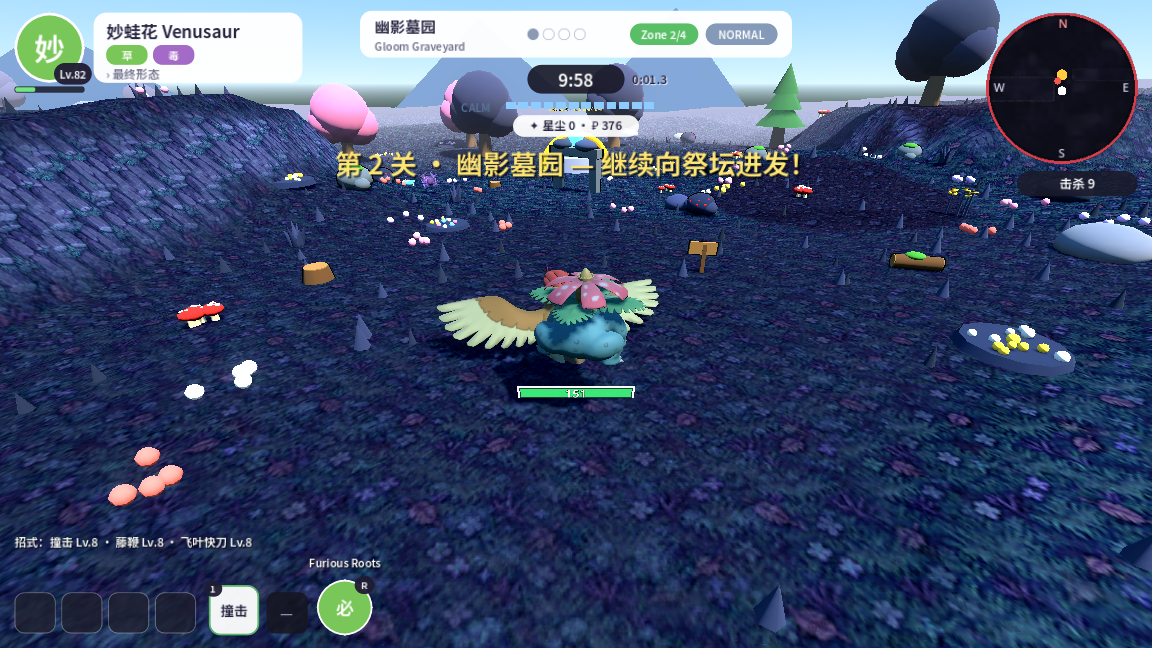 妙
Lv.82
妙蛙花 Venusaur
草 毒
› 最终形态
幽影墓园
Gloom Graveyard
Zone 2/4
NORMAL
9:58
0:01.3
CALM
✦ 星尘 0 · ₽ 376
第 2 关 · 幽影墓园 — 继续向祭坛进发!
N
W
E
S
击杀 9
151
招式: 撞击 Lv.8 · 藤鞭 Lv.8 · 飞叶快刀 Lv.8
Furious Roots
1
撞击
—
R
必